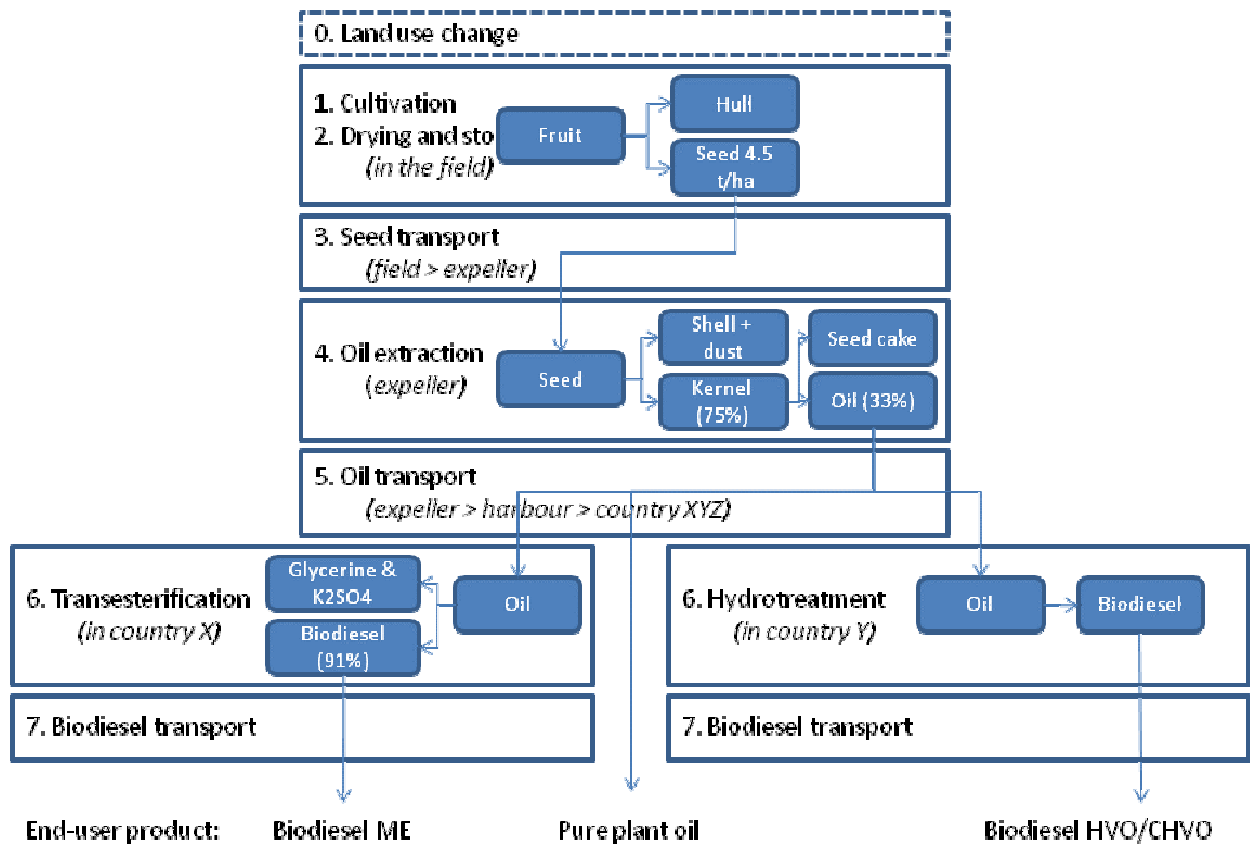 0. Land use change
1. Cultivation
2. Drying and sto
(in the field)
Fruit
Hull
Seed 4.5
t/ha
3. Seed transport
(field > expeller)
4. Oil extraction
(expeller)
Seed
Shell +
dust
Kernel
(75%)
Seed cake
Oil (33%)
5. Oil transport
(expeller > harbour > country XYZ)
6. Transesterification
(in country X)
Glycerine &
K2SO4
Biodiesel
(91%)
Oil
7. Biodiesel transport
6. Hydrotreatment
(in country Y)
Oil
Biodiesel
7. Biodiesel transport
End-user product:
Biodiesel ME
Pure plant oil
Biodiesel HVO/CHVO